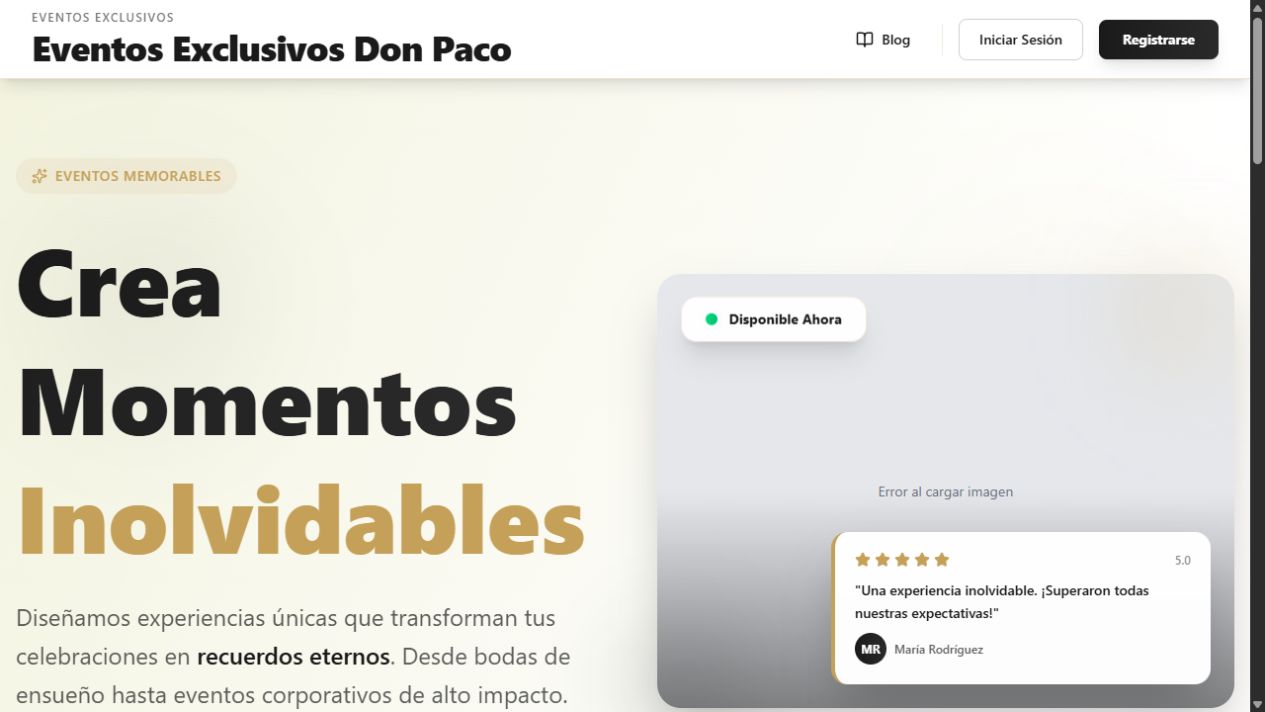 EVENTOS EXCLUSIVOS
Eventos Exclusivos Don Paco
Blog
Iniciar Sesión
Registrarse
EVENTOS MEMORABLES
Crea
Momentos
Inolvidables
Diseñamos experiencias únicas que transforman tus
celebraciones en recuerdos eternos. Desde bodas de
ensueño hasta eventos corporativos de alto impacto.
Disponible Ahora
Error al cargar imagen
5.0
"Una experiencia inolvidable. ¡Superaron todas
nuestras expectativas!"
MR
María Rodríguez